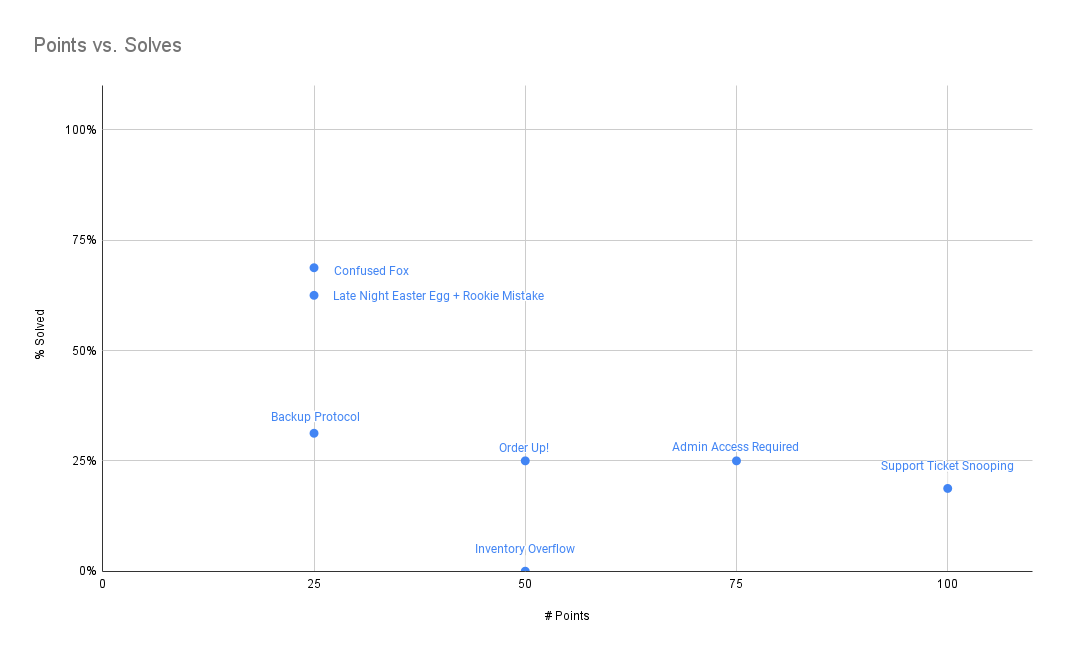 Points vs. Solves
100%
75%
Confused Fox
Late Night Easter Egg + Rookie Mistake
% Solved
50%
Backup Protocol
Order Up!
Admin Access Required
25%
Support Ticket Snooping
Inventory Overflow
0%
0
25
50
75
100
# Points